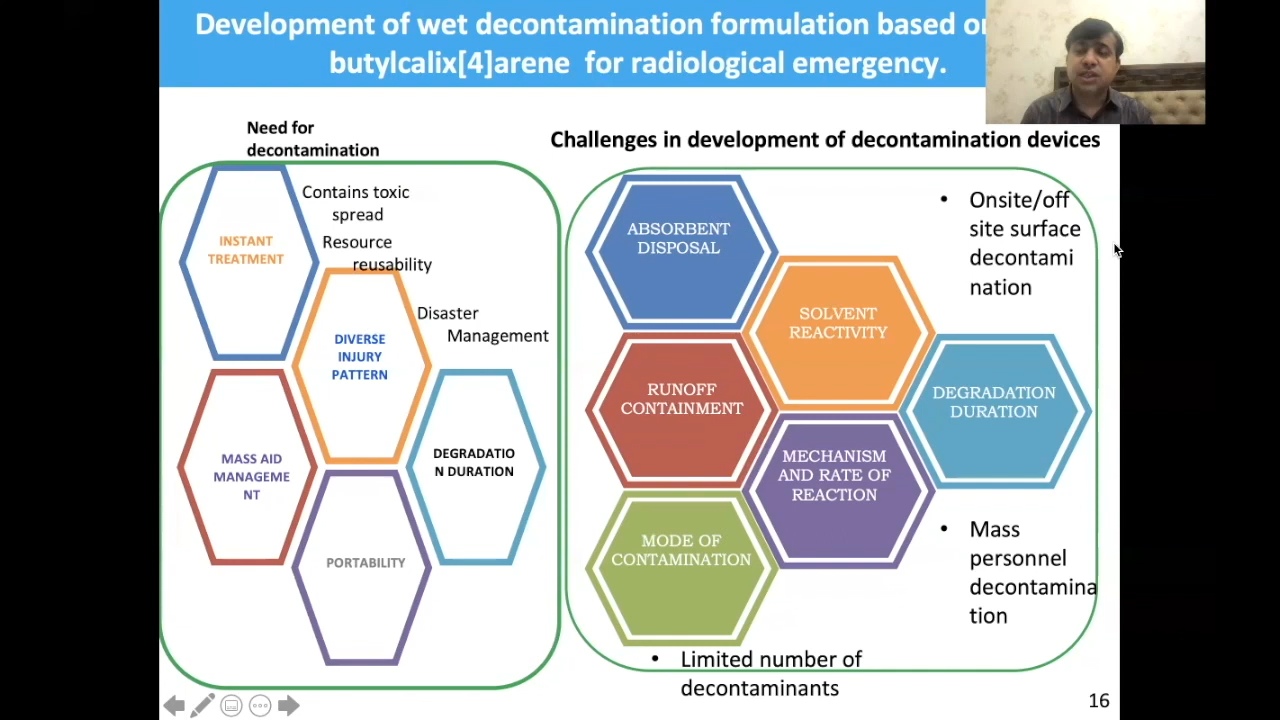 Development of wet decontamination formulation based
butylcalix[4]arene for radiological emergency.
Need for
decontamination
Contains toxic
spread
Resource
reusability
Disaster
Management
INSTANT
TREATMENT
DIVERSE
INJURY
PATTERN
MASS AID
MANAGEME
NT
DEGRADATIO
N DURATION
PORTABILITY
Challenges in development of decontamination devices
ABSORBENT
DISPOSAL
SOLVENT
REACTIVITY
RUNOFF
CONTAINMENT
DEGRADATION
DURATION
MECHANISM
AND RATE OF
REACTION
MODE OF
CONTAMINATION
• Onsite/off
site surface
decontami
nation
• Mass
personnel
decontamina
tion
• Limited number of
decontaminants
16